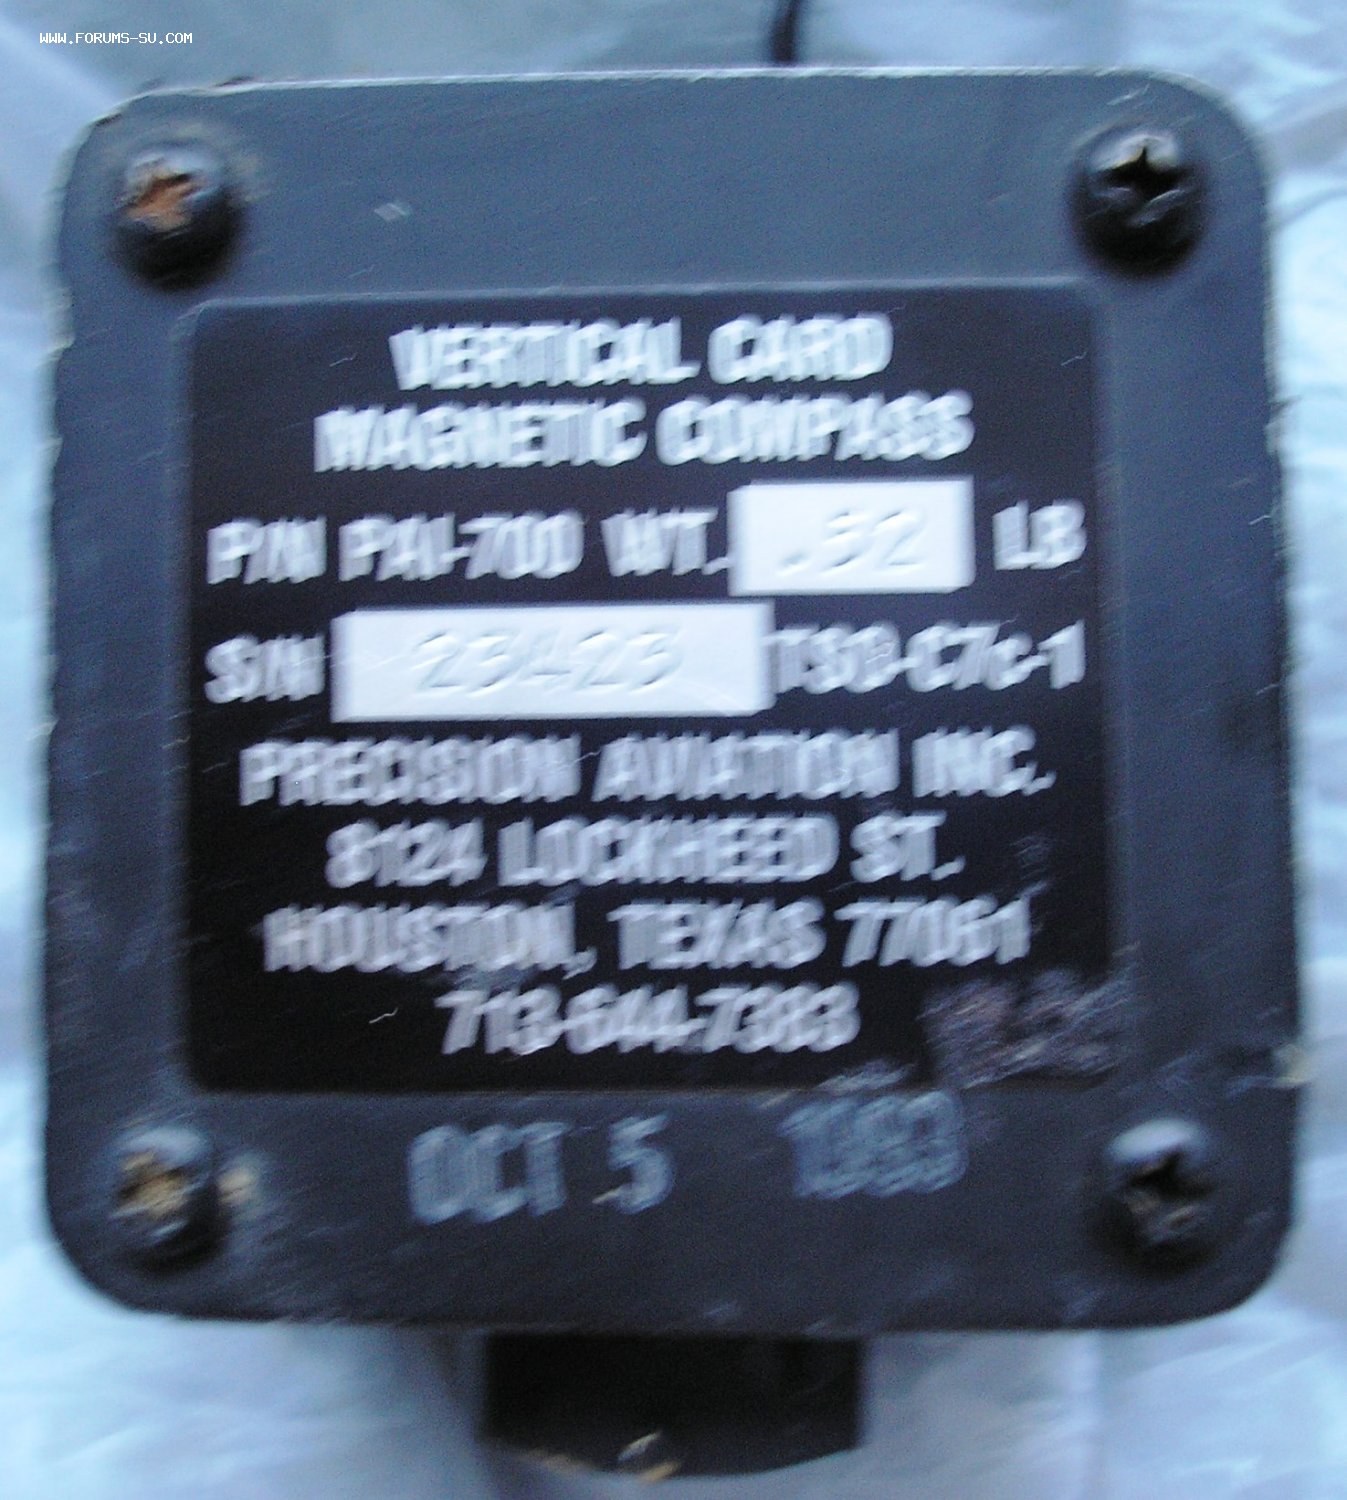 WWW.FORUMS-SU.COM
VERTICAL CARD
MAGNETIC COMPASS
P/N PAI-700 WT. .52 LB
S/N 23423 TSO-C7c-1
PRECISION AVIATION INC.
8124 LOCKHEED ST.
HOUSTON, TEXAS 77061
713-644-7383
OCT 5 1993